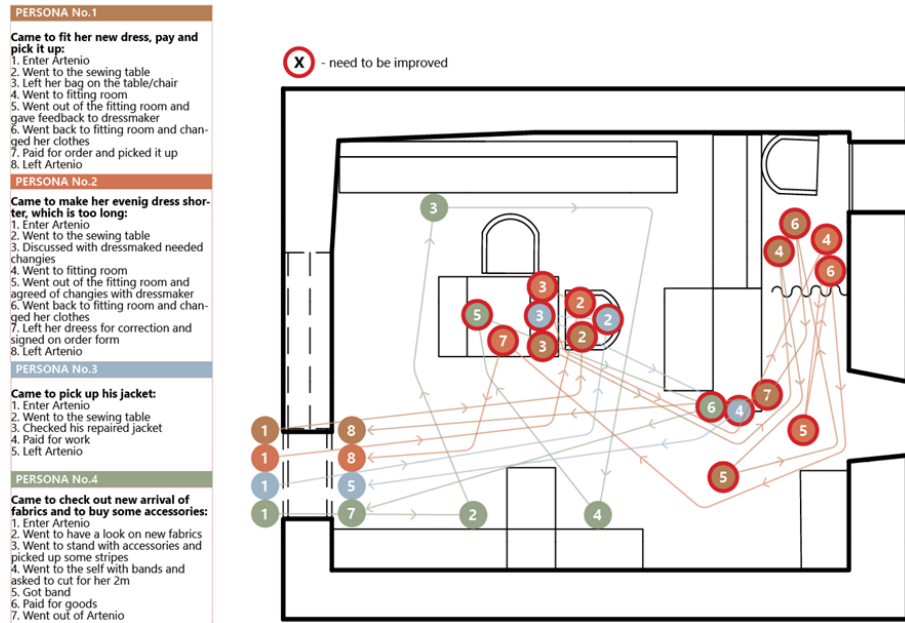 PERSONA No.1
Came to fit her new dress, pay and
pick it up:
1. Enter Artenio
2. Went to the sewing table
3. Left her bag on the table/chair
4. Went to fitting room
5. Went out of the fitting room and
gave feedback to dressmaker
6. Went back to fitting room and chan-
ged her clothes
7. Paid for order and picked it up
8. Left Artenio
PERSONA No.2
Came to make her evenig dress shor-
ter, which is too long:
1. Enter Artenio
2. Went to the sewing table
3. Discussed with dressmaked needed
changies
4. Went to fitting room
5. Went out of the fitting room and
agreed of changies with dressmaker
6. Went back to fitting room and chan-
ged her clothes
7. Left her dreess for correction and
signed on order form
8. Left Artenio
PERSONA No.3
Came to pick up his jacket:
1. Enter Artenio
2. Went to the sewing table
3. Checked his repaired jacket
4. Paid for work
5. Left Artenio
PERSONA No.4
Came to check out new arrival of
fabrics and to buy some accessories:
1. Enter Artenio
2. Went to have a look on new fabrics
3. Went to stand with accessories and
picked up some stripes
4. Went to the self with bands and
asked to cut for her 2m
5. Got band
6. Paid for goods
7. Went out of Artenio
X - need to be improved
3
6
4
4
6
3
2
5
3
2
7
3
2
7
6
4
1
8
5
1
8
5
1
5
1
7
2
4